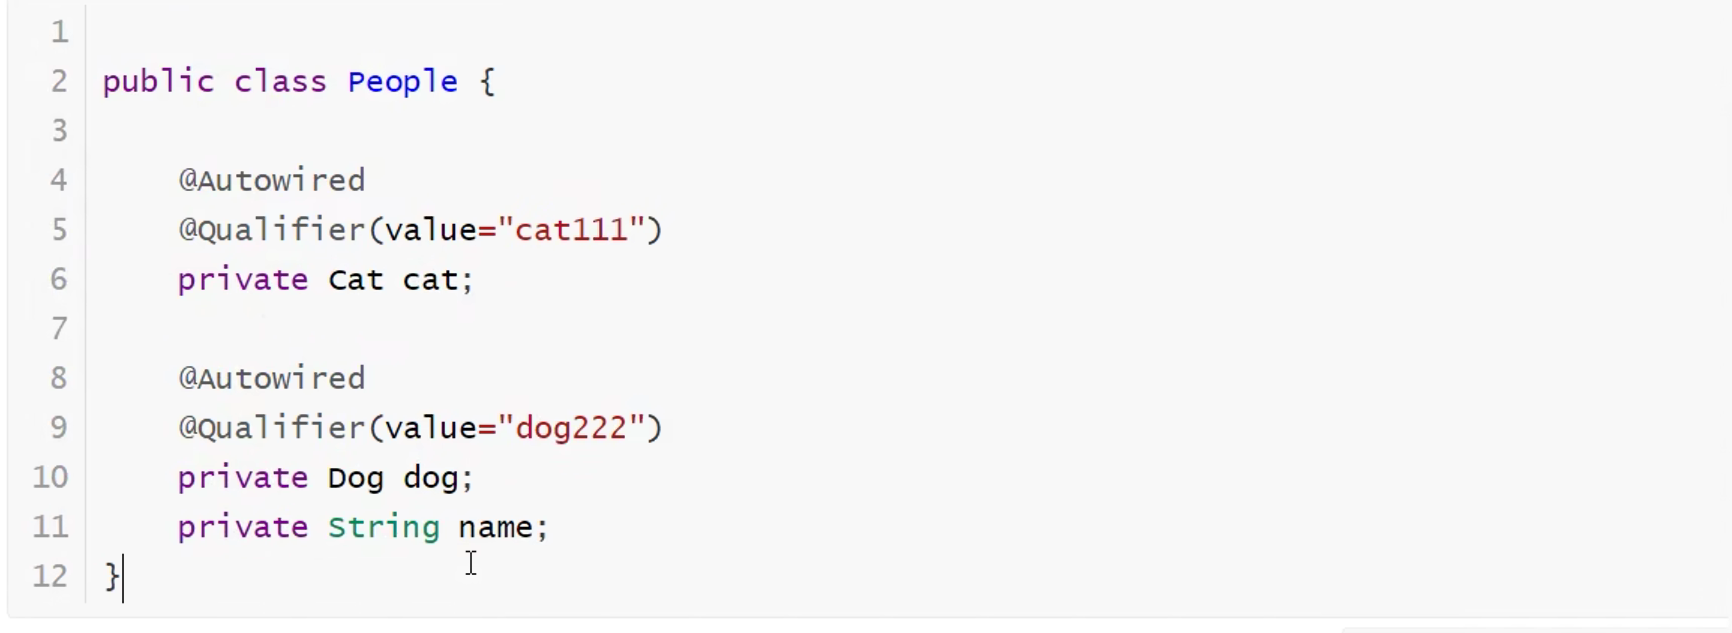 1
2 public class People {
3
4 @Autowired
5 @Qualifier(value="cat111")
6 private Cat cat;
7
8 @Autowired
9 @Qualifier(value="dog222")
10 private Dog dog;
11 private String name;
12 }